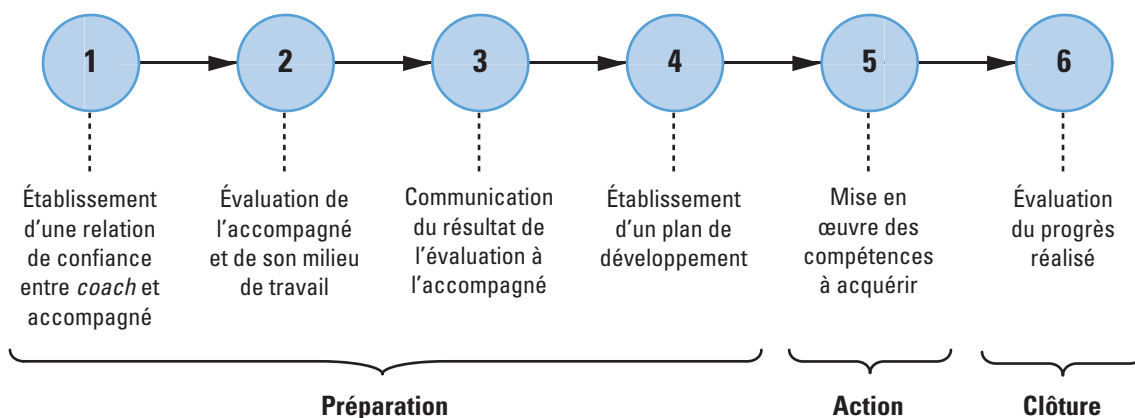 1
2
3
4
5
6
Établissement
d'une relation
de confiance
entre coach et
accompagné
Évaluation de
l'accompagné
et de son milieu
de travail
Communication
du résultat de
l'évaluation à
l'accompagné
Établissement
d'un plan de
développement
Mise en
œuvre des
compétences
à acquérir
Évaluation
du progrès
réalisé
Préparation
Action
Clôture